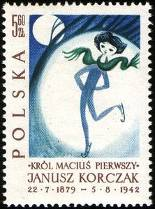 5,60
zł
POLSKA
•KRÓL MACIUŚ PIERWSZY•
JANUSZ KORCZAK
22·7·1879 — 5·8·1942